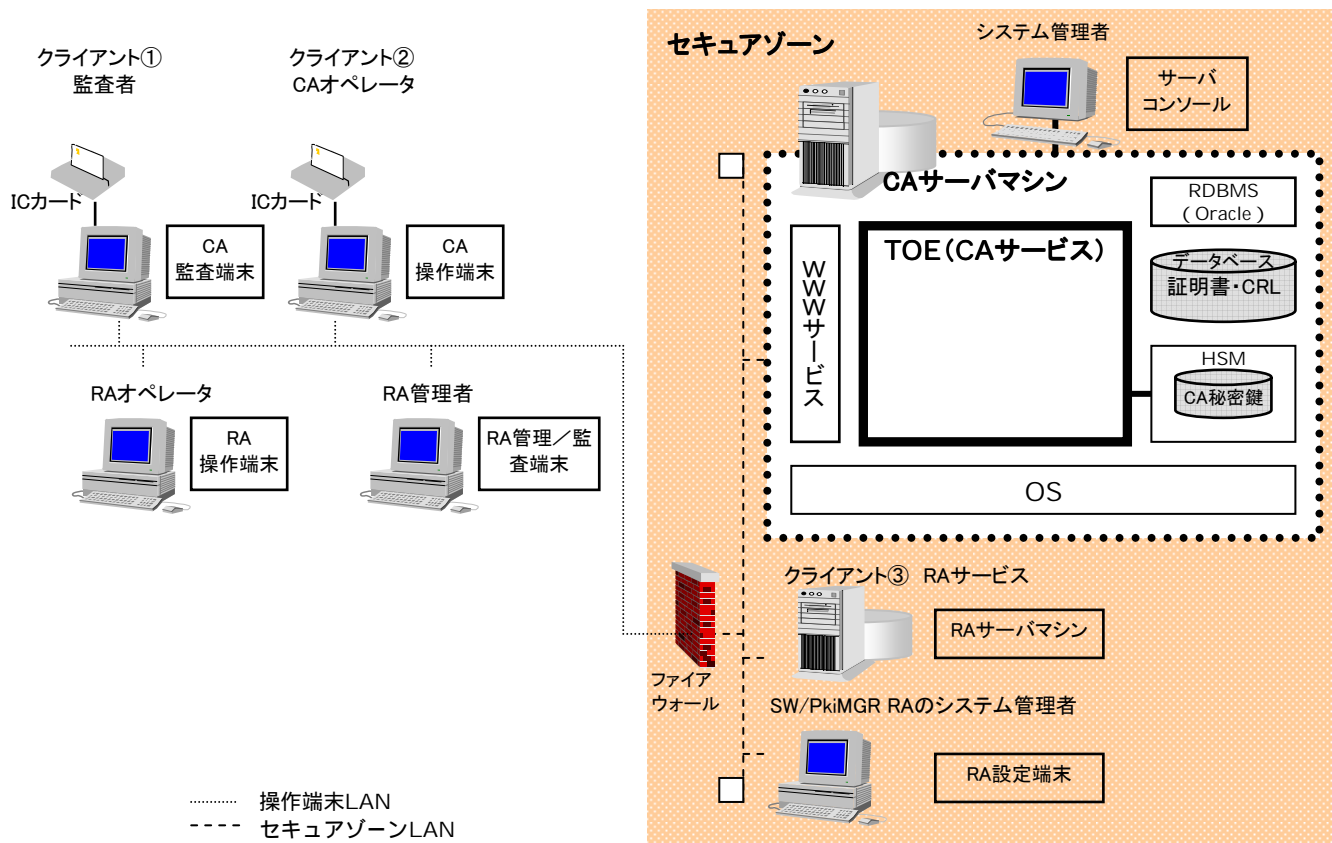 クライアント①
監査者
クライアント②
CAオペレータ
ICカード
ICカード
CA
監査端末
CA
操作端末
RAオペレータ
RA管理者
RA
操作端末
RA管理/監
査端末
セキュアゾーン
システム管理者
サーバ
コンソール
CAサーバマシン
RDBMS
(Oracle)
TOE(CAサービス)
データベース
証明書・CRL
WWWサービス
HSM
CA秘密鍵
OS
クライアント③ RAサービス
RAサーバマシン
ファイア
ウォール
SW/PkiMGR RAのシステム管理者
RA設定端末
操作端末LAN
セキュアゾーンLAN